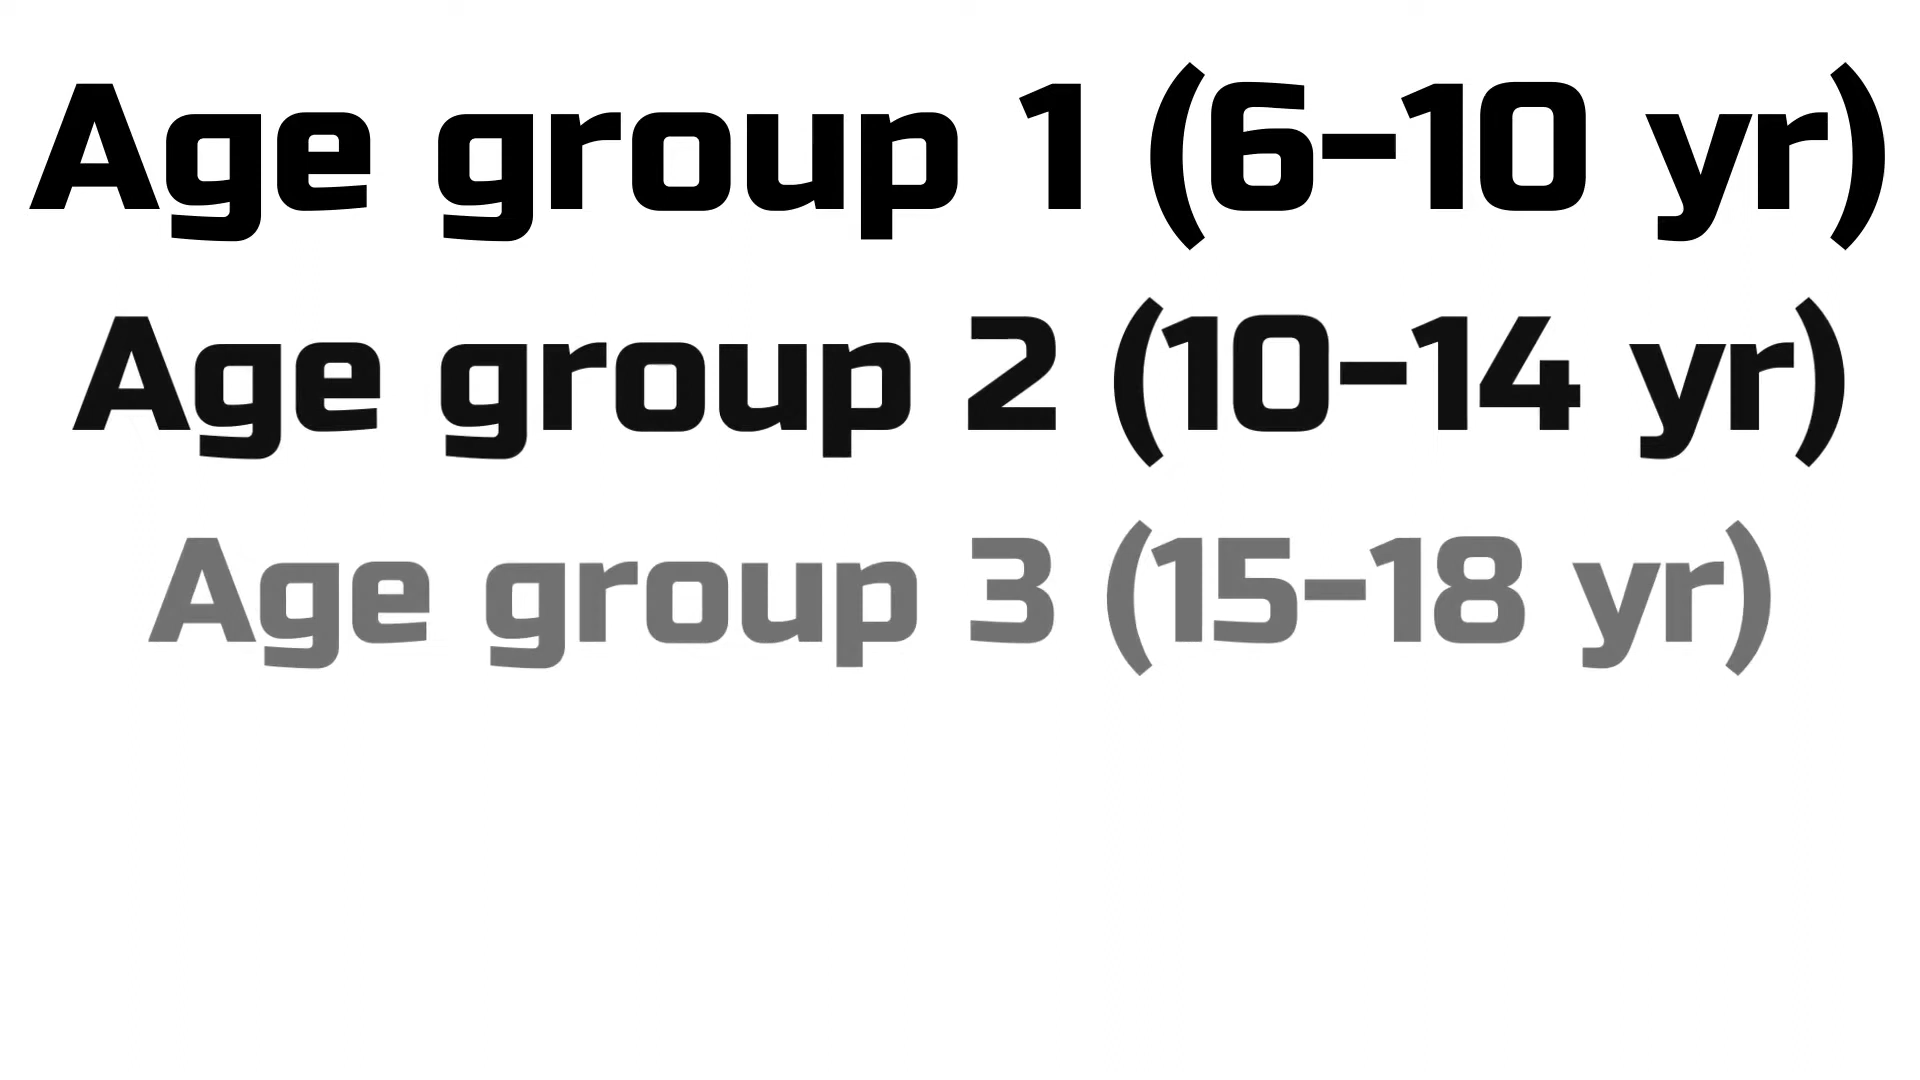 Age group 1 (6-10 yr)
Age group 2 (10-14 yr)
Age group 3 (15-18 yr)